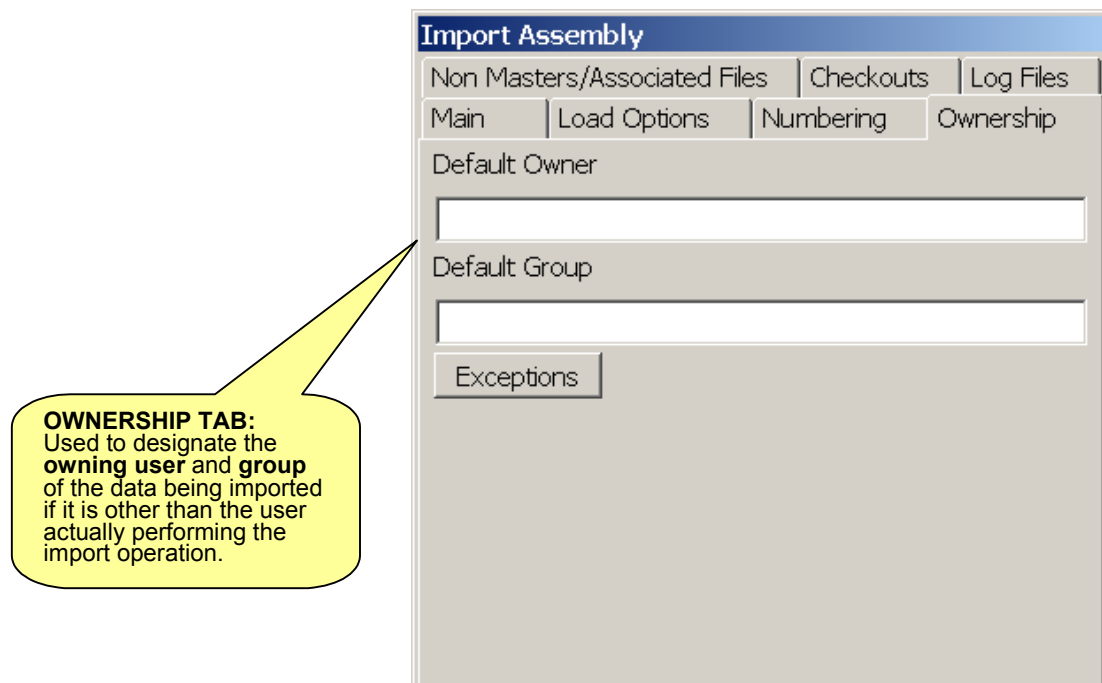 Import Assembly
Non Masters/Associated Files Checkouts Log Files
Main Load Options Numbering Ownership
Default Owner
Default Group
Exceptions
OWNERSHIP TAB:
Used to designate the
owning user and group
of the data being imported
if it is other than the user
actually performing the
import operation.